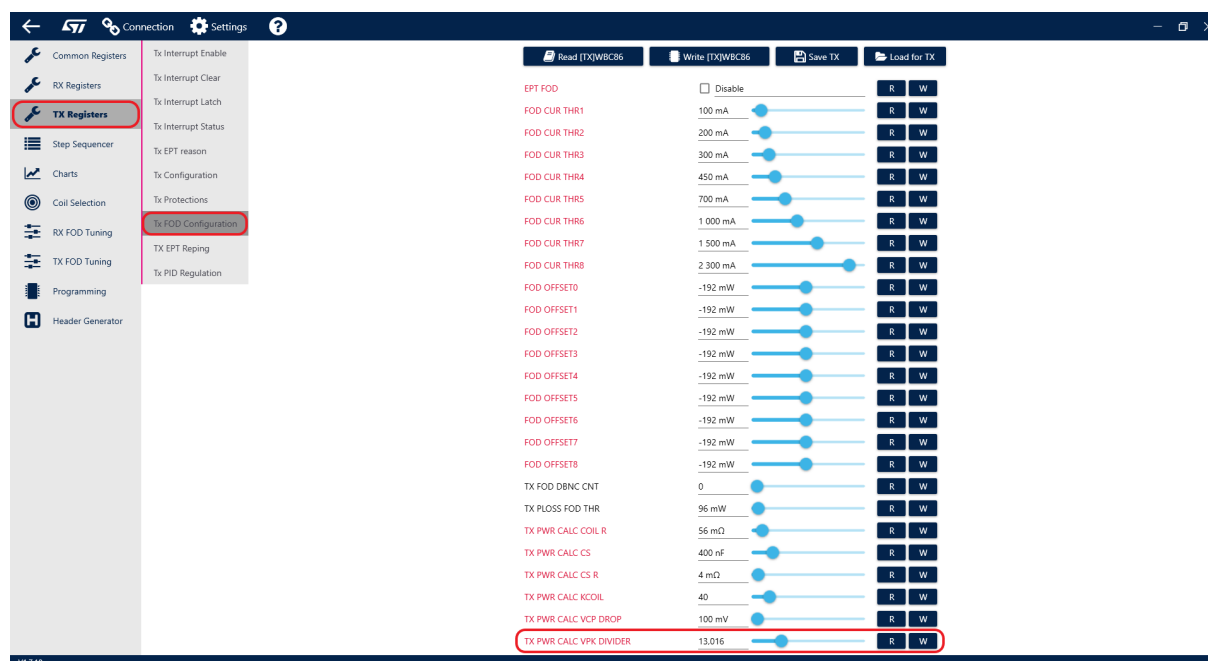 Connection Settings ?
Common Registers
RX Registers
TX Registers
Step Sequencer
Charts
Coil Selection
RX FOD Tuning
TX FOD Tuning
Programming
H Header Generator
Tx Interrupt Enable
Tx Interrupt Clear
Tx Interrupt Latch
Tx Interrupt Status
Tx EPT reason
Tx Configuration
Tx Protections
Tx FOD Configuration
TX EPT Reping
Tx PID Regulation
Read [TX]WBC86 Write [TX]WBC86 Save TX Load for TX
EPT FOD Disable R W
FOD CUR THR1 100 mA R W
FOD CUR THR2 200 mA R W
FOD CUR THR3 300 mA R W
FOD CUR THR4 450 mA R W
FOD CUR THR5 700 mA R W
FOD CUR THR6 1 000 mA R W
FOD CUR THR7 1 500 mA R W
FOD CUR THR8 2 300 mA R W
FOD OFFSET0 -192 mW R W
FOD OFFSET1 -192 mW R W
FOD OFFSET2 -192 mW R W
FOD OFFSET3 -192 mW R W
FOD OFFSET4 -192 mW R W
FOD OFFSET5 -192 mW R W
FOD OFFSET6 -192 mW R W
FOD OFFSET7 -192 mW R W
FOD OFFSET8 -192 mW R W
TX FOD DBNC CNT 0 R W
TX PLOSS FOD THR 96 mW R W
TX PWR CALC COIL R 56 mΩ R W
TX PWR CALC CS 400 nF R W
TX PWR CALC CS R 4 mΩ R W
TX PWR CALC KCOIL 40 R W
TX PWR CALC VCP DROP 100 mV R W
TX PWR CALC VPK DIVIDER 13.016 R W